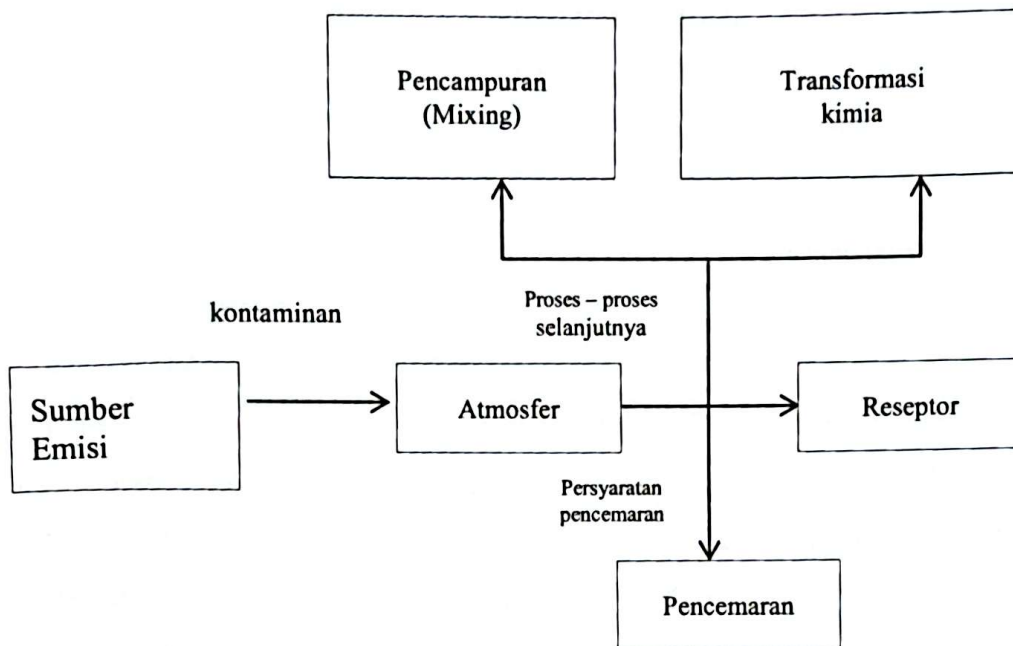 Pencampuran
(Mixing)
Transformasi
kimia
Proses – proses
selanjutnya
kontaminan
Sumber
Emisi
Atmosfer
Reseptor
Persyaratan
pencemaran
Pencemaran